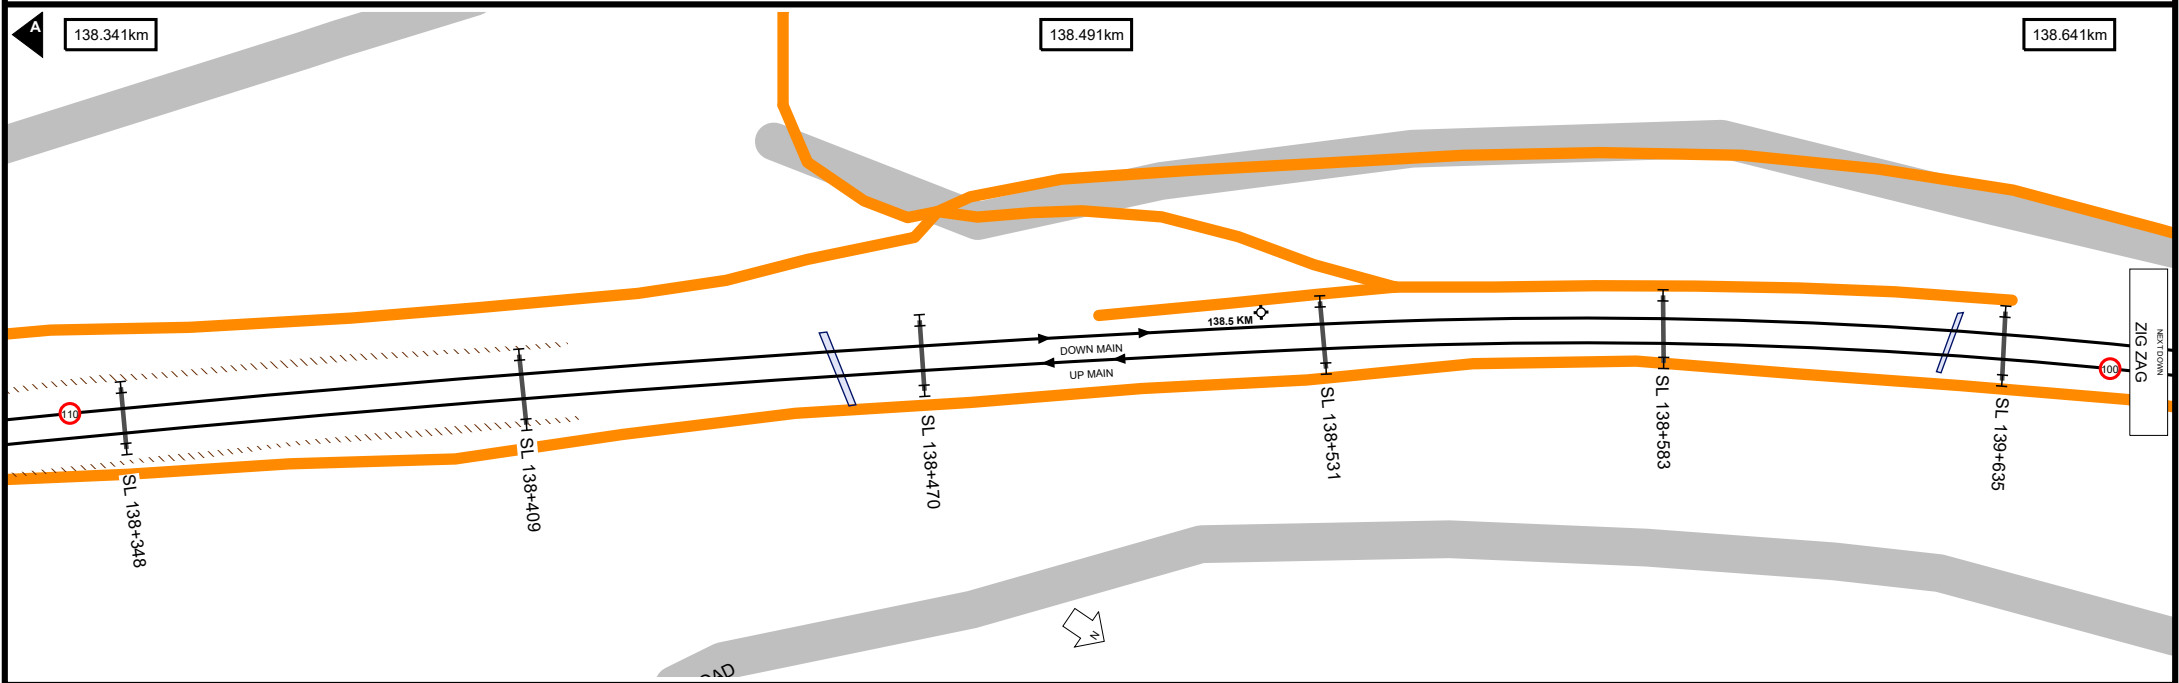 A
138.341km
138.491km
138.641km
138.5 KM
DOWN MAIN
UP MAIN
110
100
NEXT DOWN
ZIG ZAG
SL 138+348
SL 138+409
SL 138+470
SL 138+531
SL 138+583
SL 139+635
N